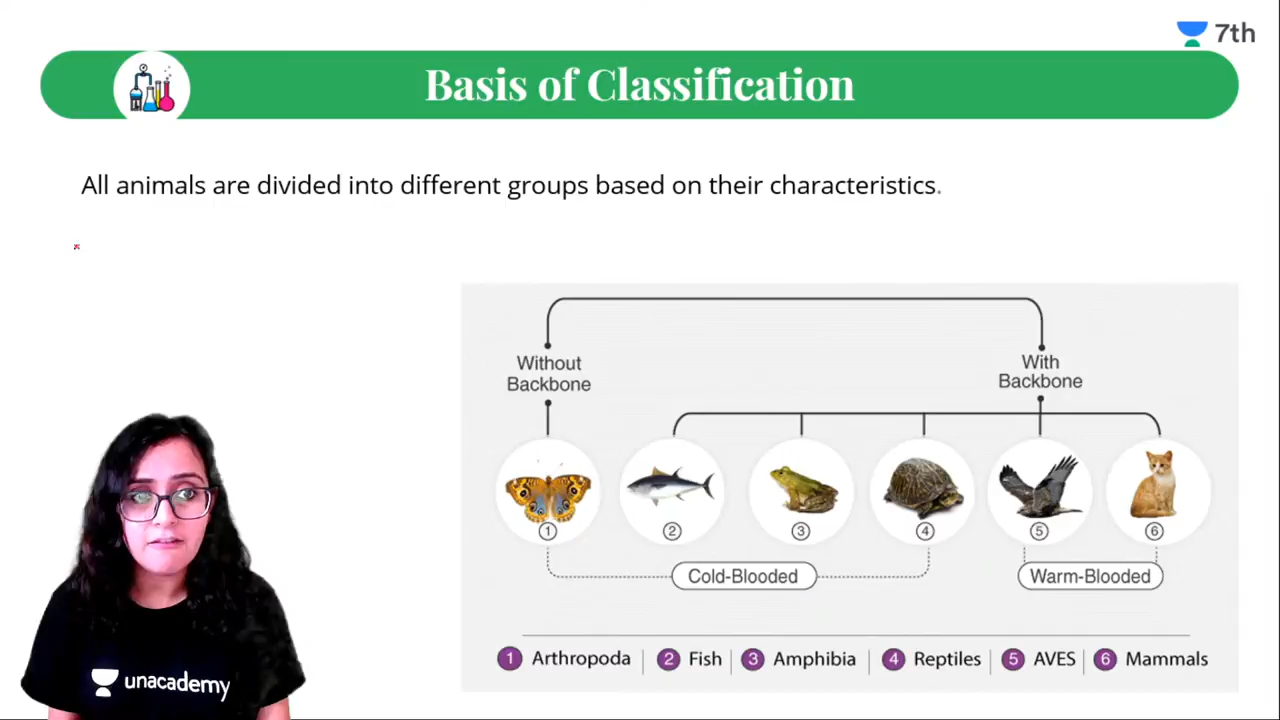 7th
Basis of Classification
All animals are divided into different groups based on their characteristics.
Without
Backbone
With
Backbone
1 2 3 4 5 6
Cold-Blooded
Warm-Blooded
1 Arthropoda | 2 Fish | 3 Amphibia | 4 Reptiles | 5 AVES | 6 Mammals
unacademy